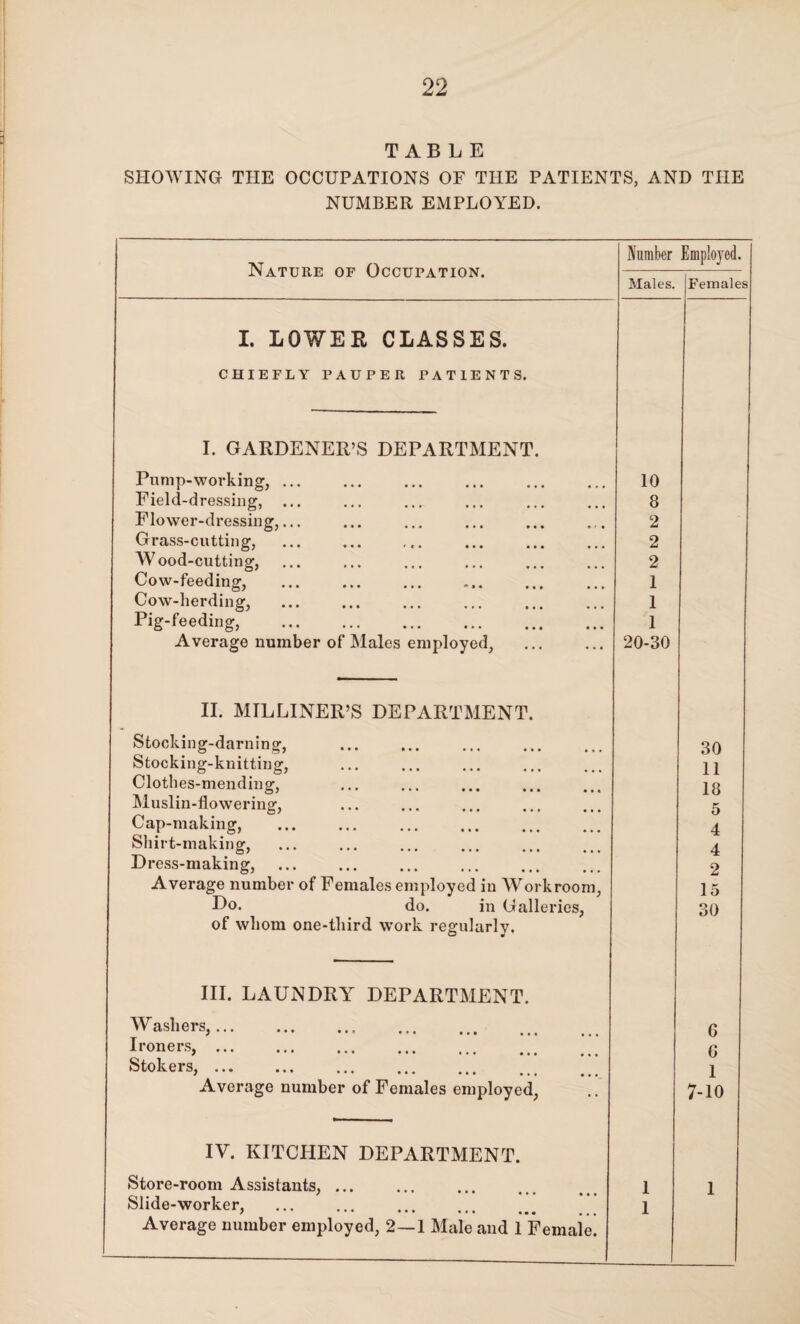 22
TABLE
SHOWING THE OCCUPATIONS OF THE PATIENTS, AND THE
NUMBER EMPLOYED.
Nature of Occupation.
Number Employed.
Males. Females
I. LOWER CLASSES.
CHIEFLY PAUPER PATIENTS.
I. GARDENER'S DEPARTMENT.
Pump-working, ... ... ... ... ... ... 10
Field-dressing, ... ... ... ... ... ... 8
Flower-dressing,... ... ... ... ... ... 2
Grass-cutting, ... ... ... ... ... ... 2
Wood-cutting, ... ... ... ... ... ... 2
Cow-feeding, ... ... ... ... ... ... 1
Cow-herding, ... ... ... ... ... ... 1
Pig-feeding, ... ... ... ... ... ... 1
Average number of Males employed, ... ... 20-30
II. MILLINER'S DEPARTMENT.
Stocking-darning, ... ... ... ... ... 30
Stocking-knitting, ... ... ... ... ... 11
Clothes-mending, ... ... ... ... ... 18
Muslin-flowering, ... ... ... ... ... 5
Cap-making, ... ... ... ... ... ... 4
Shirt-making, ... ... ... ... ... ... 4
Dress-making, ... ... ... ... ... ... 2
Average number of Females employed in Workroom, 15
Do. do. in Galleries, 30
of whom one-third work regularly.
III. LAUNDRY DEPARTMENT.
Washers,... ... ... ... ... ... ... 6
Ironers, ... ... ... ... ... ... ... 6
Stokers, ... ... ... ... ... ... ... 1
Average number of Females employed, .. 7-10
IV. KITCHEN DEPARTMENT.
Store-room Assistants, ... ... ... ... ... 1 1
Slide-worker, ... ... ... ... ... ... 1
Average number employed, 2—1 Male and 1 Female.